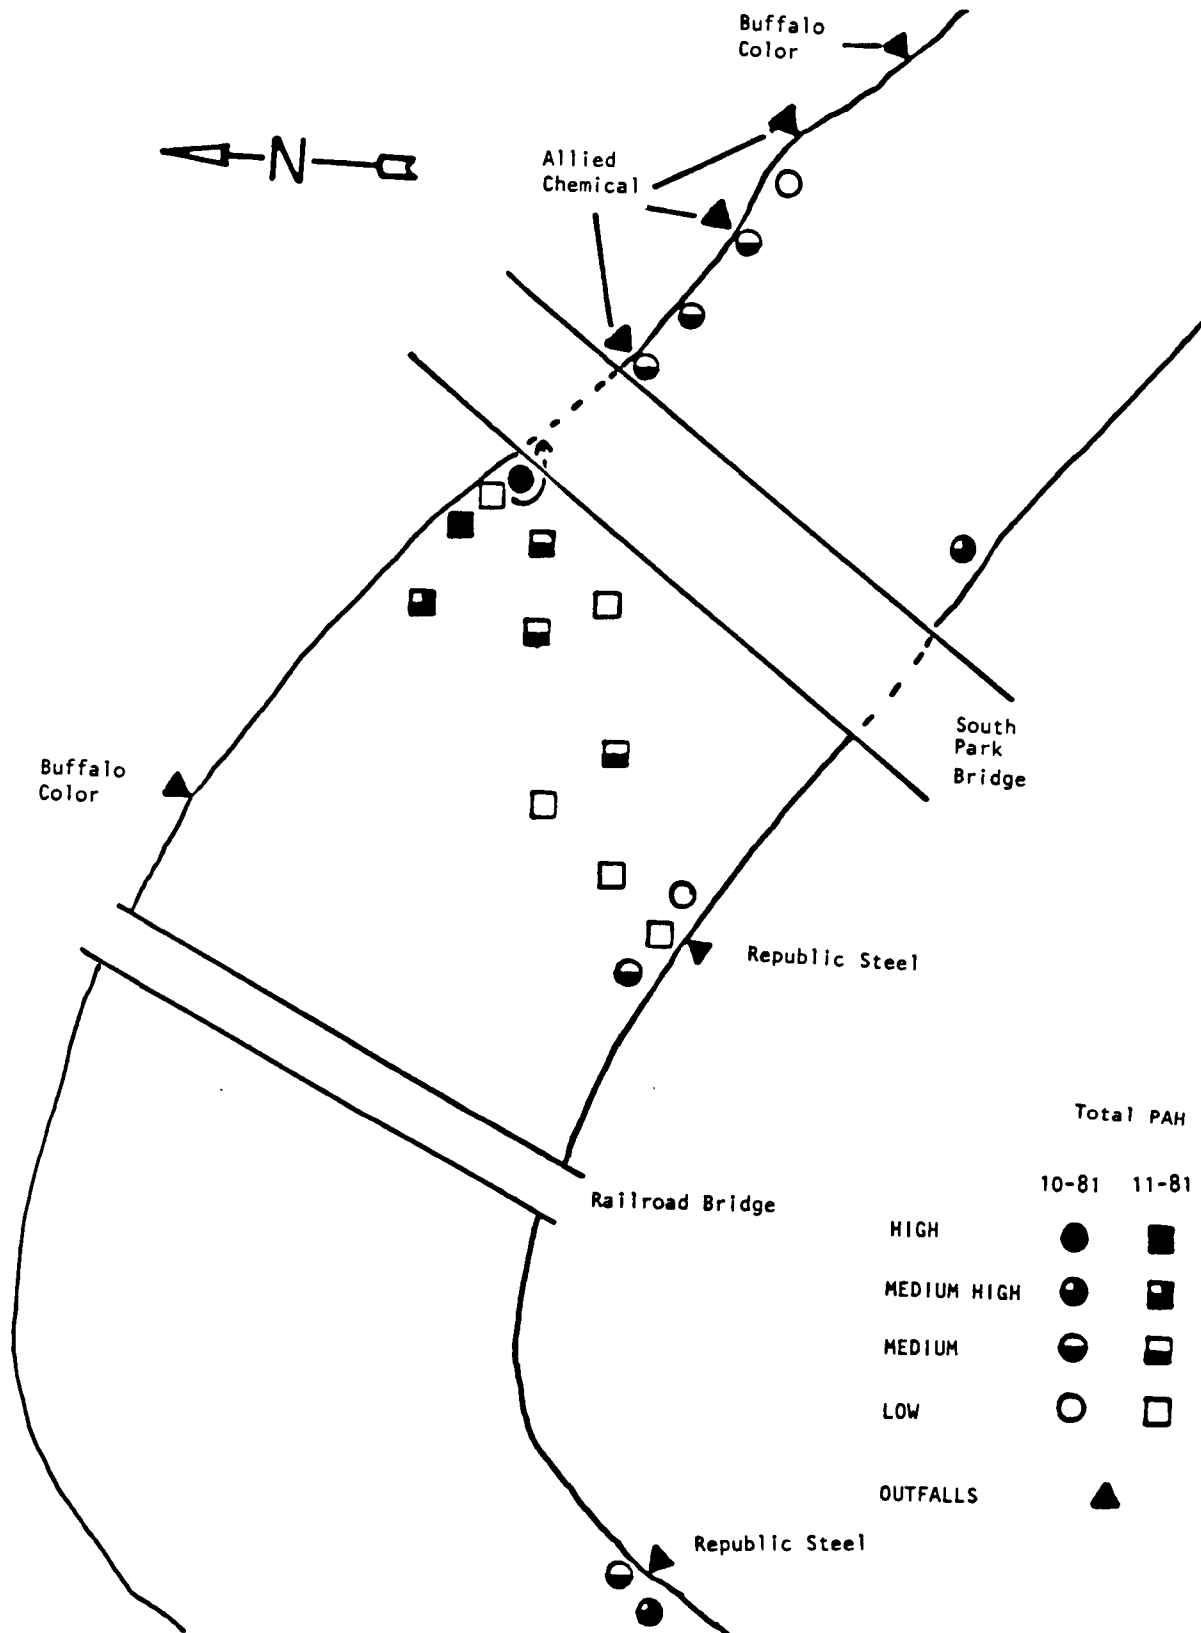 Buffalo
Color
N
Allied
Chemical
South
Park
Bridge
Buffalo
Color
Republic Steel
Railroad Bridge
Total PAH
10-81 11-81
HIGH
MEDIUM HIGH
MEDIUM
LOW
OUTFALLS
Republic Steel